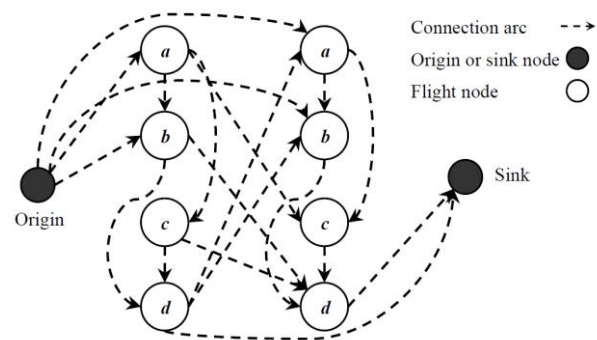 Connection arc
Origin or sink node
Flight node
a
a
b
b
Origin
Sink
c
c
d
d